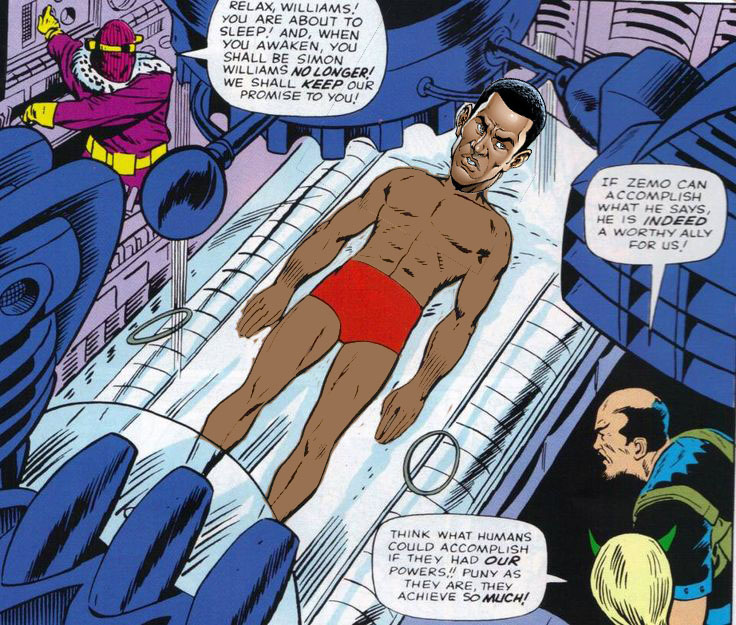 RELAX, WILLIAMS!
YOU ARE ABOUT TO
SLEEP! AND, WHEN
YOU AWAKEN, YOU
SHALL BE SIMON
WILLIAMS NO LONGER!
WE SHALL KEEP OUR
PROMISE TO YOU!
IF ZEMO CAN
ACCOMPLISH
WHAT HE SAYS,
HE IS INDEED
A WORTHY ALLY
FOR US!
THINK WHAT HUMANS
COULD ACCOMPLISH
IF THEY HAD OUR
POWERS!! PUNY AS
THEY ARE, THEY
ACHIEVE SO MUCH!